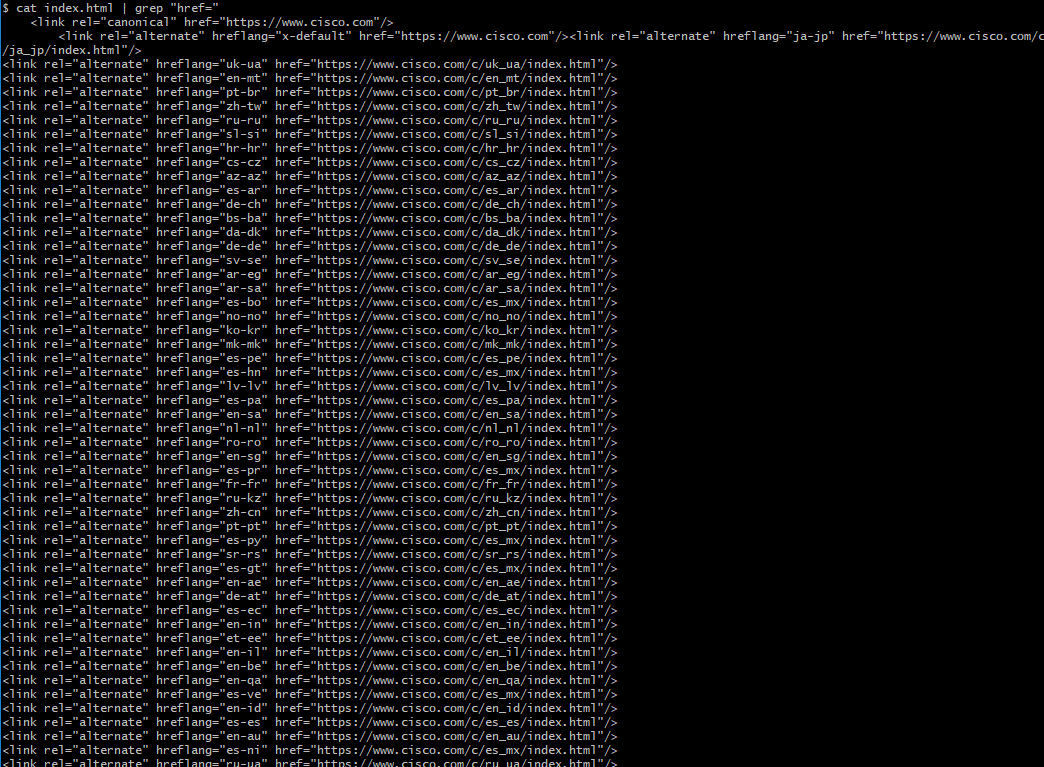 $ cat index.html | grep "href="
<link rel="canonical" href="https://www.cisco.com"/>
<link rel="alternate" hreflang="x-default" href="https://www.cisco.com"/><link rel="alternate" hreflang="ja-jp" href="https://www.cisco.com/c
/ja_jp/index.html"/>
<link rel="alternate" hreflang="uk-ua" href="https://www.cisco.com/c/uk_ua/index.html"/>
<link rel="alternate" hreflang="en-mt" href="https://www.cisco.com/c/en_mt/index.html"/>
<link rel="alternate" hreflang="pt-br" href="https://www.cisco.com/c/pt_br/index.html"/>
<link rel="alternate" hreflang="zh-tw" href="https://www.cisco.com/c/zh_tw/index.html"/>
<link rel="alternate" hreflang="ru-ru" href="https://www.cisco.com/c/ru_ru/index.html"/>
<link rel="alternate" hreflang="sl-si" href="https://www.cisco.com/c/sl_si/index.html"/>
<link rel="alternate" hreflang="hr-hr" href="https://www.cisco.com/c/hr_hr/index.html"/>
<link rel="alternate" hreflang="cs-cz" href="https://www.cisco.com/c/cs_cz/index.html"/>
<link rel="alternate" hreflang="az-az" href="https://www.cisco.com/c/az_az/index.html"/>
<link rel="alternate" hreflang="es-ar" href="https://www.cisco.com/c/es_ar/index.html"/>
<link rel="alternate" hreflang="de-ch" href="https://www.cisco.com/c/de_ch/index.html"/>
<link rel="alternate" hreflang="bs-ba" href="https://www.cisco.com/c/bs_ba/index.html"/>
<link rel="alternate" hreflang="da-dk" href="https://www.cisco.com/c/da_dk/index.html"/>
<link rel="alternate" hreflang="de-de" href="https://www.cisco.com/c/de_de/index.html"/>
<link rel="alternate" hreflang="sv-se" href="https://www.cisco.com/c/sv_se/index.html"/>
<link rel="alternate" hreflang="ar-eg" href="https://www.cisco.com/c/ar_eg/index.html"/>
<link rel="alternate" hreflang="ar-sa" href="https://www.cisco.com/c/ar_sa/index.html"/>
<link rel="alternate" hreflang="es-bo" href="https://www.cisco.com/c/es_mx/index.html"/>
<link rel="alternate" hreflang="no-no" href="https://www.cisco.com/c/no_no/index.html"/>
<link rel="alternate" hreflang="ko-kr" href="https://www.cisco.com/c/ko_kr/index.html"/>
<link rel="alternate" hreflang="mk-mk" href="https://www.cisco.com/c/mk_mk/index.html"/>
<link rel="alternate" hreflang="es-pe" href="https://www.cisco.com/c/es_pe/index.html"/>
<link rel="alternate" hreflang="es-hn" href="https://www.cisco.com/c/es_mx/index.html"/>
<link rel="alternate" hreflang="lv-lv" href="https://www.cisco.com/c/lv_lv/index.html"/>
<link rel="alternate" hreflang="es-pa" href="https://www.cisco.com/c/es_pa/index.html"/>
<link rel="alternate" hreflang="en-sa" href="https://www.cisco.com/c/en_sa/index.html"/>
<link rel="alternate" hreflang="nl-nl" href="https://www.cisco.com/c/nl_nl/index.html"/>
<link rel="alternate" hreflang="ro-ro" href="https://www.cisco.com/c/ro_ro/index.html"/>
<link rel="alternate" hreflang="en-sg" href="https://www.cisco.com/c/en_sg/index.html"/>
<link rel="alternate" hreflang="es-pr" href="https://www.cisco.com/c/es_mx/index.html"/>
<link rel="alternate" hreflang="fr-fr" href="https://www.cisco.com/c/fr_fr/index.html"/>
<link rel="alternate" hreflang="ru-kz" href="https://www.cisco.com/c/ru_kz/index.html"/>
<link rel="alternate" hreflang="zh-cn" href="https://www.cisco.com/c/zh_cn/index.html"/>
<link rel="alternate" hreflang="pt-pt" href="https://www.cisco.com/c/pt_pt/index.html"/>
<link rel="alternate" hreflang="es-py" href="https://www.cisco.com/c/es_mx/index.html"/>
<link rel="alternate" hreflang="sr-rs" href="https://www.cisco.com/c/sr_rs/index.html"/>
<link rel="alternate" hreflang="es-gt" href="https://www.cisco.com/c/es_mx/index.html"/>
<link rel="alternate" hreflang="en-ae" href="https://www.cisco.com/c/en_ae/index.html"/>
<link rel="alternate" hreflang="de-at" href="https://www.cisco.com/c/de_at/index.html"/>
<link rel="alternate" hreflang="es-ec" href="https://www.cisco.com/c/es_ec/index.html"/>
<link rel="alternate" hreflang="en-in" href="https://www.cisco.com/c/en_in/index.html"/>
<link rel="alternate" hreflang="et-ee" href="https://www.cisco.com/c/et_ee/index.html"/>
<link rel="alternate" hreflang="en-il" href="https://www.cisco.com/c/en_il/index.html"/>
<link rel="alternate" hreflang="en-be" href="https://www.cisco.com/c/en_be/index.html"/>
<link rel="alternate" hreflang="en-qa" href="https://www.cisco.com/c/en_qa/index.html"/>
<link rel="alternate" hreflang="es-ve" href="https://www.cisco.com/c/es_mx/index.html"/>
<link rel="alternate" hreflang="en-id" href="https://www.cisco.com/c/en_id/index.html"/>
<link rel="alternate" hreflang="es-es" href="https://www.cisco.com/c/es_es/index.html"/>
<link rel="alternate" hreflang="en-au" href="https://www.cisco.com/c/en_au/index.html"/>
<link rel="alternate" hreflang="es-ni" href="https://www.cisco.com/c/es_mx/index.html"/>
<link rel="alternate" hreflang="ru-ua" href="https://www.cisco.com/c/ru_ua/index.html"/>